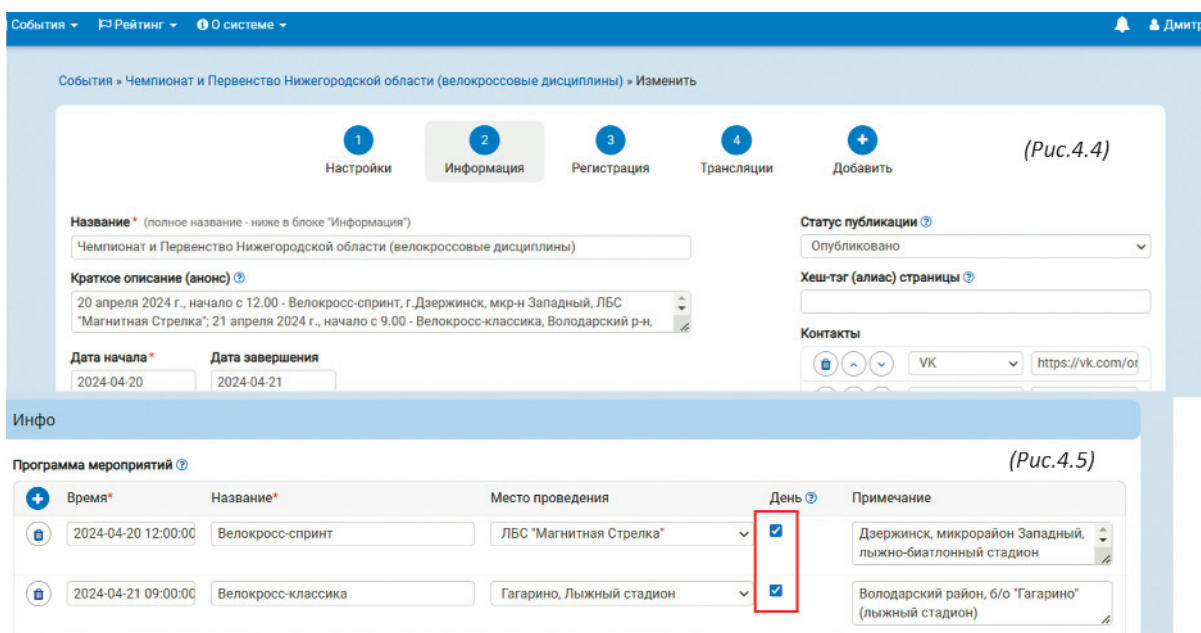 События Рейтинг О системе Дмитр
События » Чемпионат и Первенство Нижегородской области (велокроссовые дисциплины) » Изменить
1 2 3 4
Настройки Информация Регистрация Трансляции Добавить (Рис.4.4)
Название* (полное название - ниже в блоке "Информация") Статус публикации
Чемпионат и Первенство Нижегородской области (велокроссовые дисциплины) Опубликовано
Краткое описание (анонс) Хеш-тэг (алиас) страницы
20 апреля 2024 г., начало с 12.00 - Велокросс-спринт, г.Дзержинск, мкр-н Западный, ЛБС
"Магнитная Стрелка"; 21 апреля 2024 г., начало с 9.00 - Велокросс-классика, Володарский р-н,
Контакты
Дата начала* Дата завершения VK https://vk.com/or
2024-04-20 2024-04-21
Инфо
Программа мероприятий (Рис.4.5)
Время* Название* Место проведения День Примечание
2024-04-20 12:00:00 Велокросс-спринт ЛБС "Магнитная Стрелка" Дзержинск, микрорайон Западный,
лыжно-биатлонный стадион
2024-04-21 09:00:00 Велокросс-классика Гагарино, Лыжный стадион Володарский район, б/о "Гагарино"
(лыжный стадион)